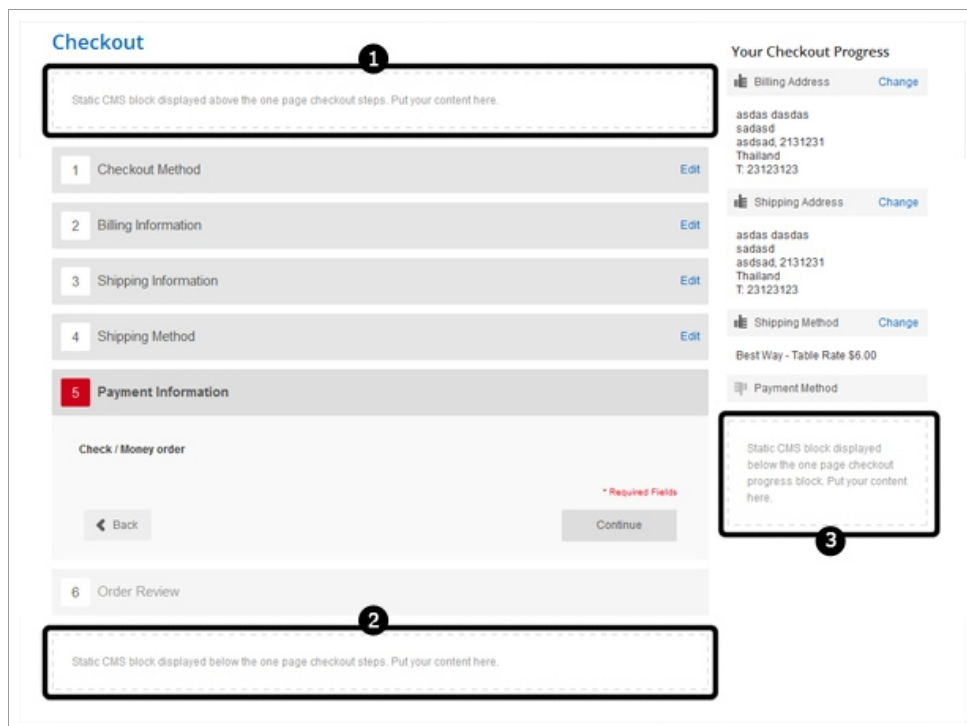 Checkout
1
Static CMS block displayed above the one page checkout steps. Put your content here.
1 Checkout Method Edit
2 Billing Information Edit
3 Shipping Information Edit
4 Shipping Method Edit
5 Payment Information
Check / Money order
* Required Fields
Back
Continue
6 Order Review
2
Static CMS block displayed below the one page checkout steps. Put your content here.
Your Checkout Progress
Billing Address Change
asdas dasdas
sadasd
asdsad, 2131231
Thailand
T: 23123123
Shipping Address Change
asdas dasdas
sadasd
asdsad, 2131231
Thailand
T: 23123123
Shipping Method Change
Best Way - Table Rate $6.00
Payment Method
Static CMS block displayed
below the one page checkout
progress block. Put your content
here.
3